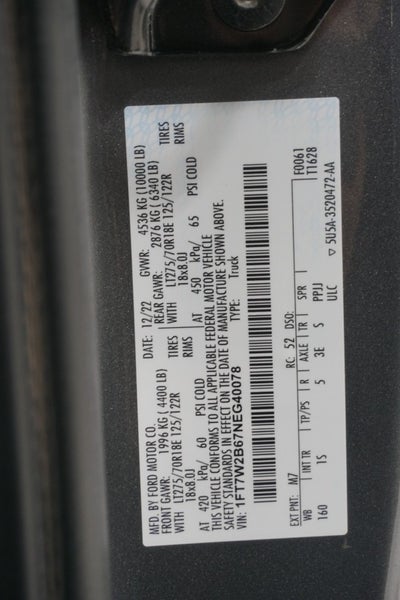 MFD. BY FORD MOTOR CO.
DATE: 12/22 GVWR: 4536 KG (10000 LB)
FRONT GAWR: 1996 KG (4400 LB) REAR GAWR: 2876 KG (6340 LB)
WITH LT275/70R18E 125/122R TIRES WITH LT275/70R18E 125/122R TIRES
18x8.0J RIMS 18x8.0J RIMS
AT 420 kPa/ 60 PSI COLD AT 450 kPa/ 65 PSI COLD
THIS VEHICLE CONFORMS TO ALL APPLICABLE FEDERAL MOTOR VEHICLE
SAFETY STANDARDS IN EFFECT ON THE DATE OF MANUFACTURE SHOWN ABOVE.
VIN: 1FT7W2B67NEG40078 TYPE: Truck
F0061
T1628
EXT PNT: M7 RC: 52 DSO:
WB INT TR TP/PS R AXLE TR SPR
160 1S 5 3E S PPJJ
ULC
▽ 5U5A-3520472-AA